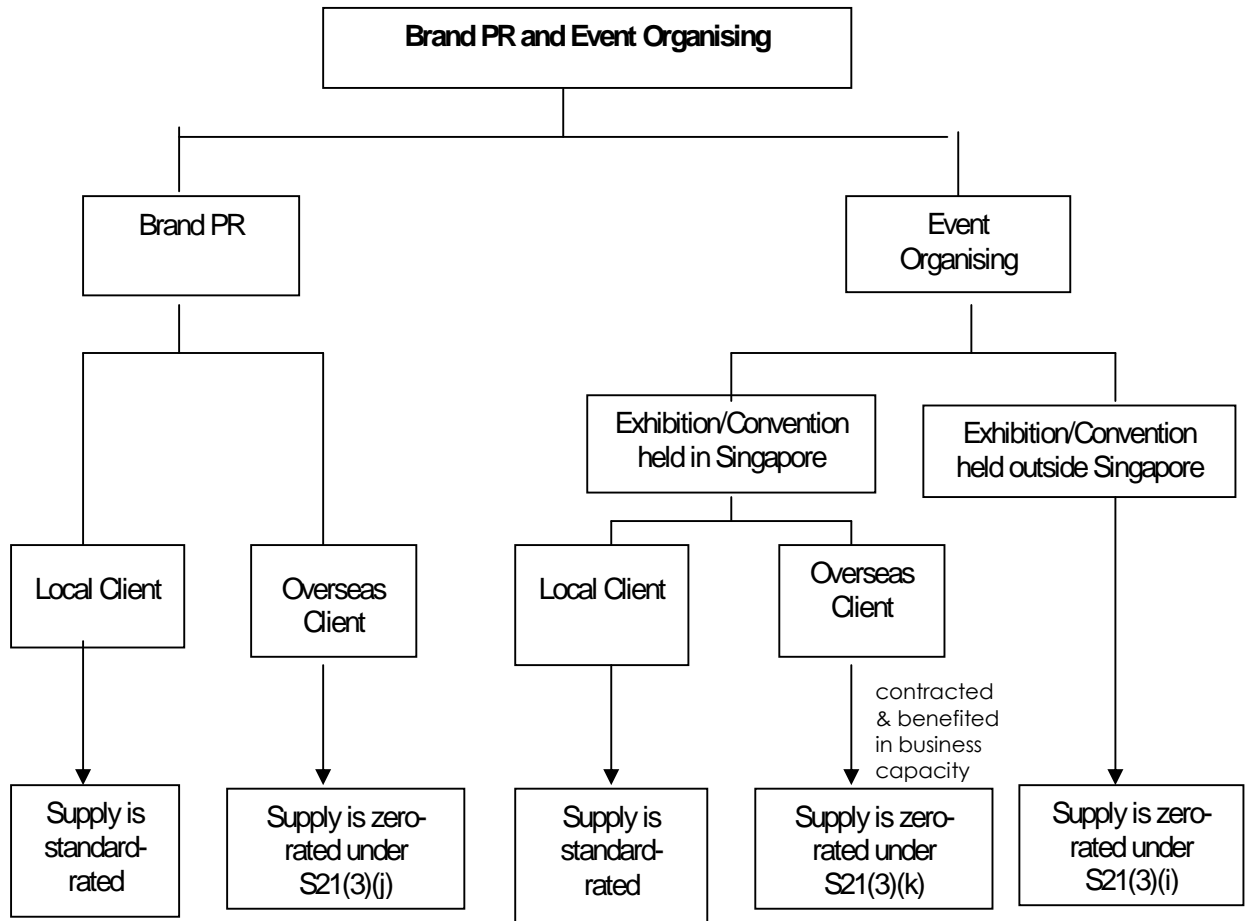 Brand PR and Event Organising
Brand PR
Event
Organising
Exhibition/Convention
held in Singapore
Exhibition/Convention
held outside Singapore
Local Client
Overseas
Client
Local Client
Overseas
Client
contracted
& benefited
in business
capacity
Supply is
standard-
rated
Supply is zero-
rated under
S21(3)(j)
Supply is
standard-
rated
Supply is zero-
rated under
S21(3)(k)
Supply is zero-
rated under
S21(3)(i)